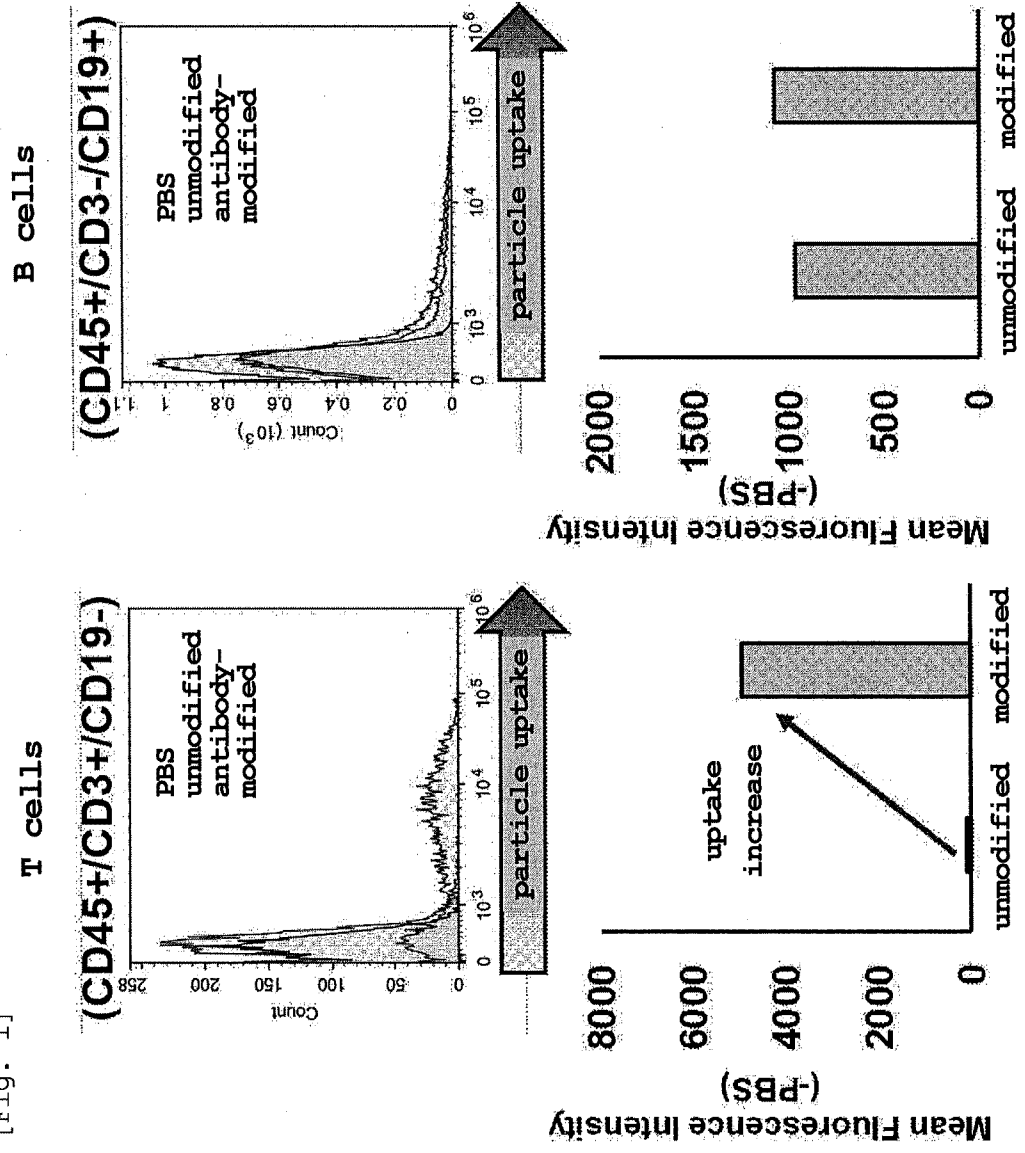 [Fig. 1]
T cells
(CD45+/CD3+/CD19-)
258
200
150
100
50
0
Count
PBS
unmodified
antibody-
modified
0
10^3
10^4
10^5
10^6
particle uptake
Mean Fluorescence Intensity
(-PBS)
8000
6000
4000
2000
0
uptake
increase
unmodified
modified
B cells
(CD45+/CD3-/CD19+)
1.1
1
0.8
0.6
0.4
0.2
0
Count (10^3)
PBS
unmodified
antibody-
modified
0
10^3
10^4
10^5
10^6
particle uptake
Mean Fluorescence Intensity
(-PBS)
2000
1500
1000
500
0
unmodified
modified